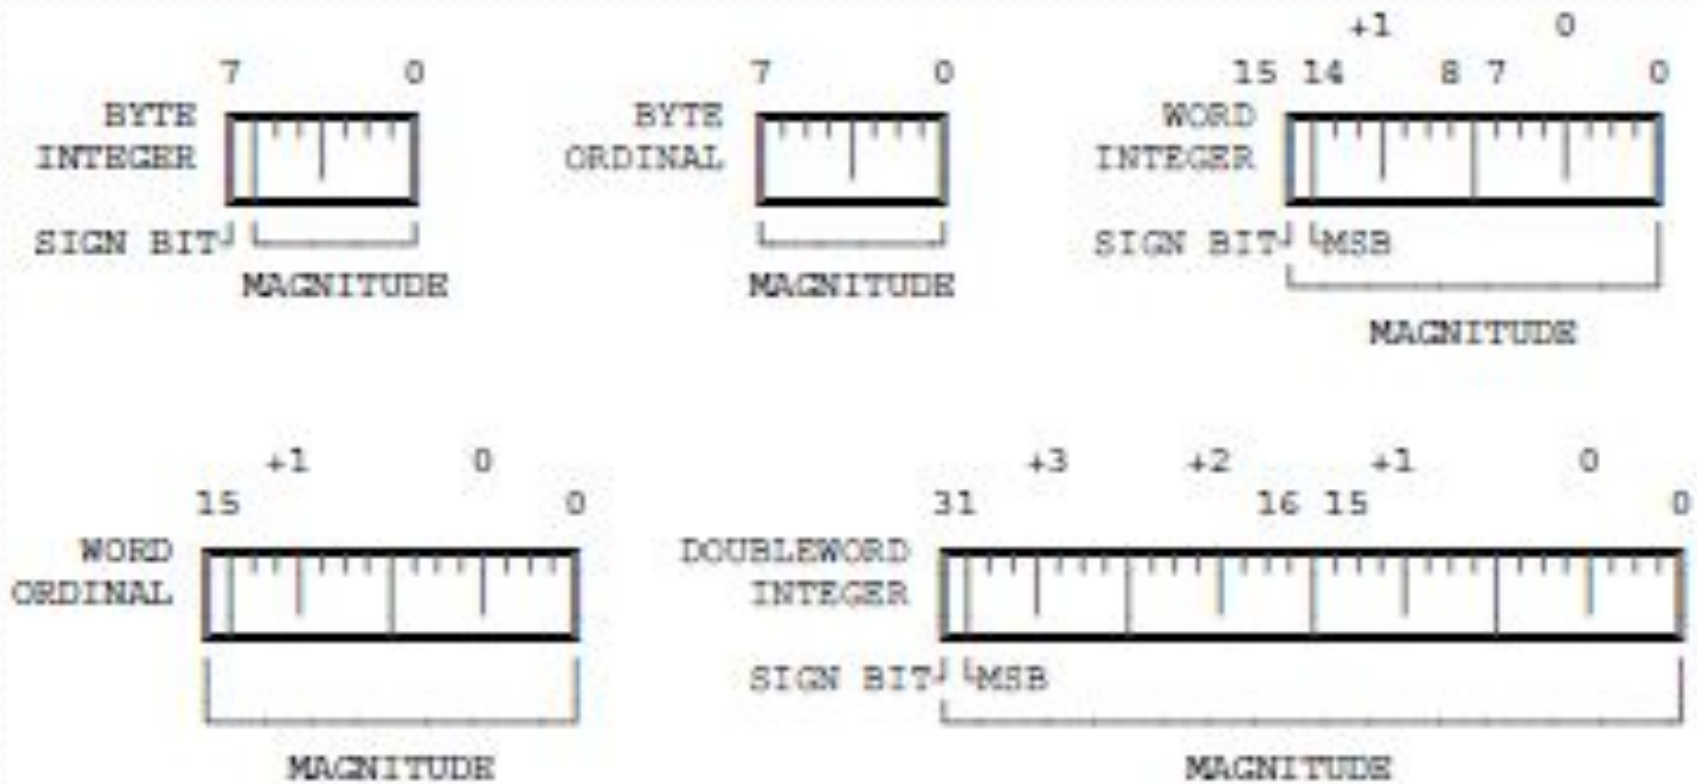 +1 0
7 0 7 0 15 14 8 7 0
BYTE BYTE WORD
INTEGER ORDINAL INTEGER
SIGN BIT SIGN BIT MSB
MAGNITUDE MAGNITUDE
MAGNITUDE
+1 0 +3 +2 +1 0
15 0 31 16 15 0
WORD DOUBLEWORD
ORDINAL INTEGER
SIGN BIT MSB
MAGNITUDE MAGNITUDE